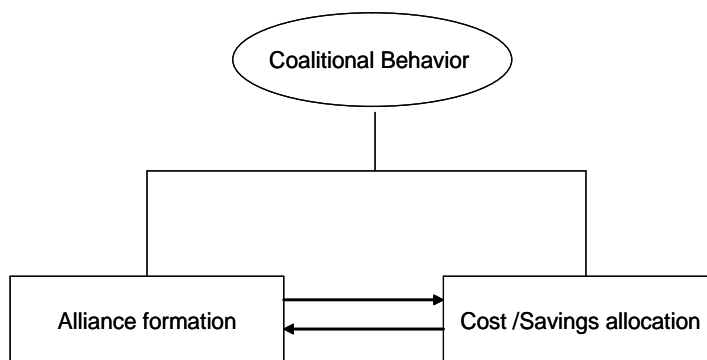 Coalitional Behavior
Alliance formation
Cost /Savings allocation